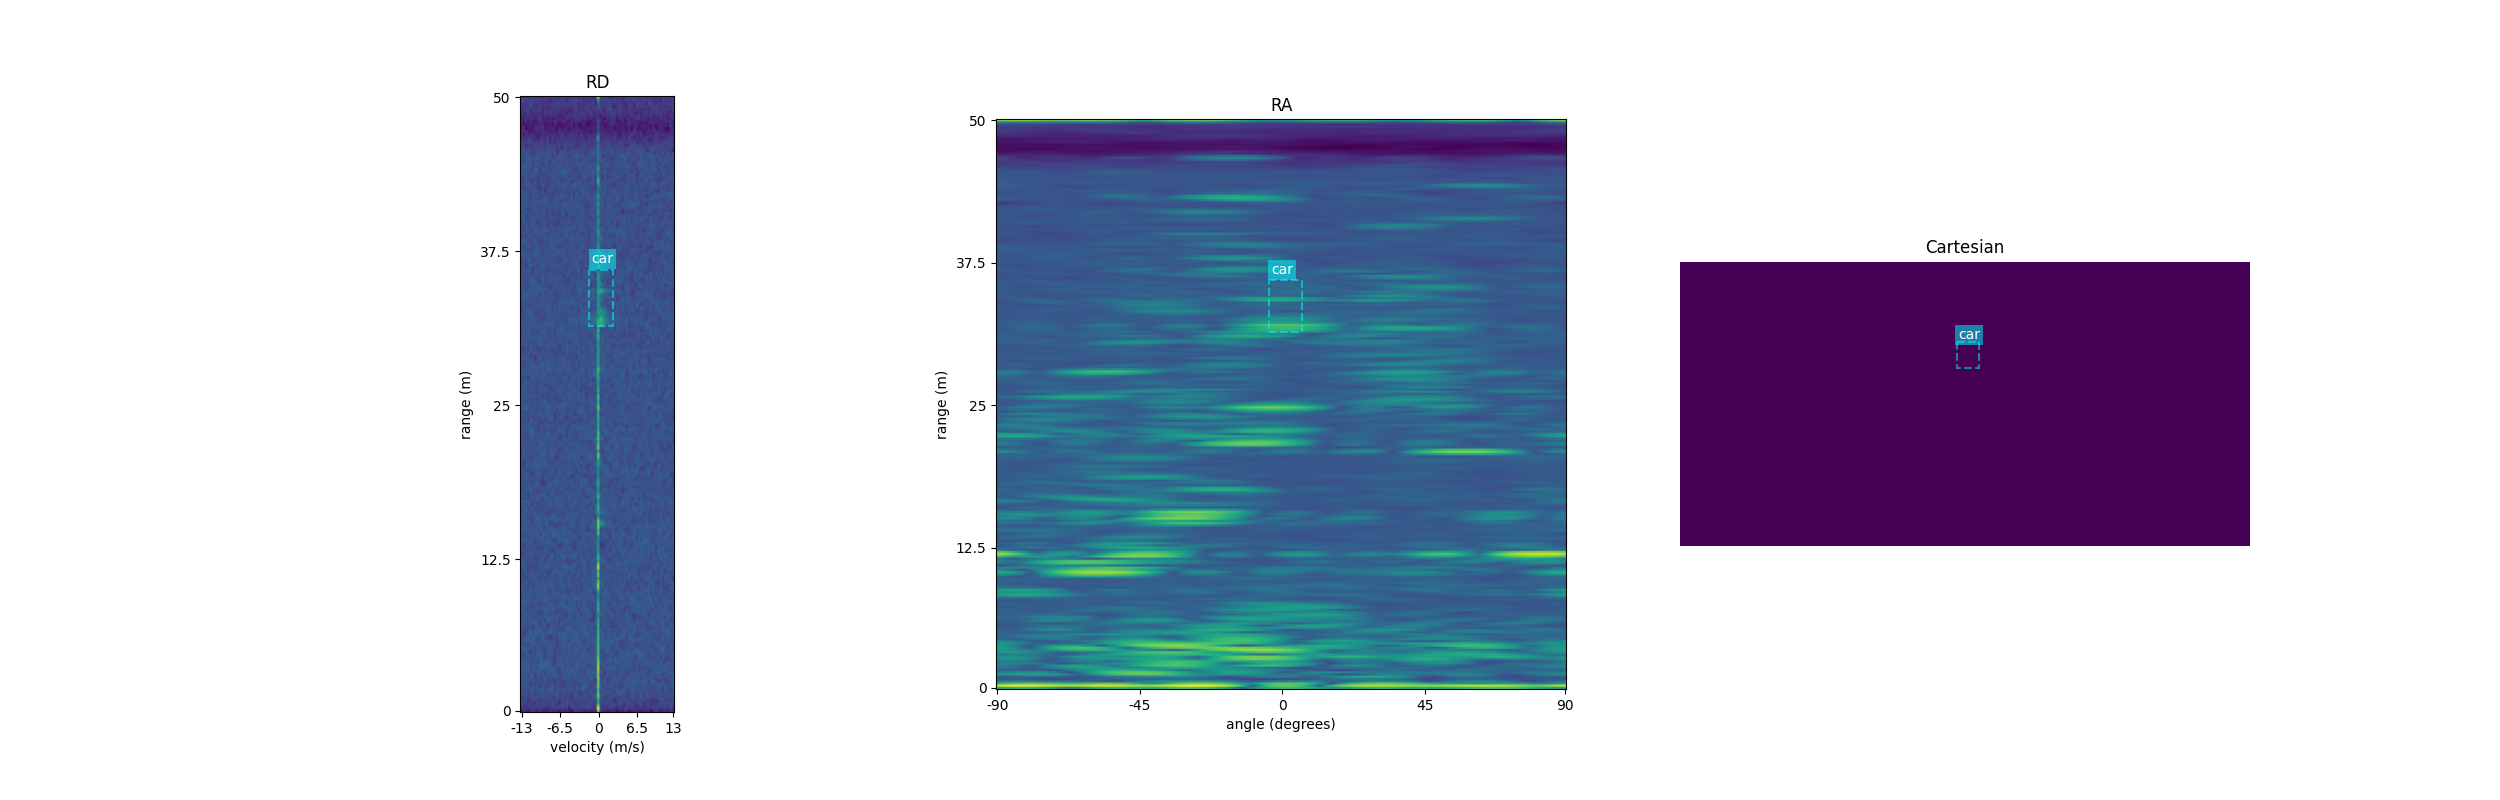 RD
50
37.5
25
12.5
0
range (m)
car
-13 -6.5 0 6.5 13
velocity (m/s)
RA
50
37.5
25
12.5
0
range (m)
car
-90 -45 0 45 90
angle (degrees)
Cartesian
car